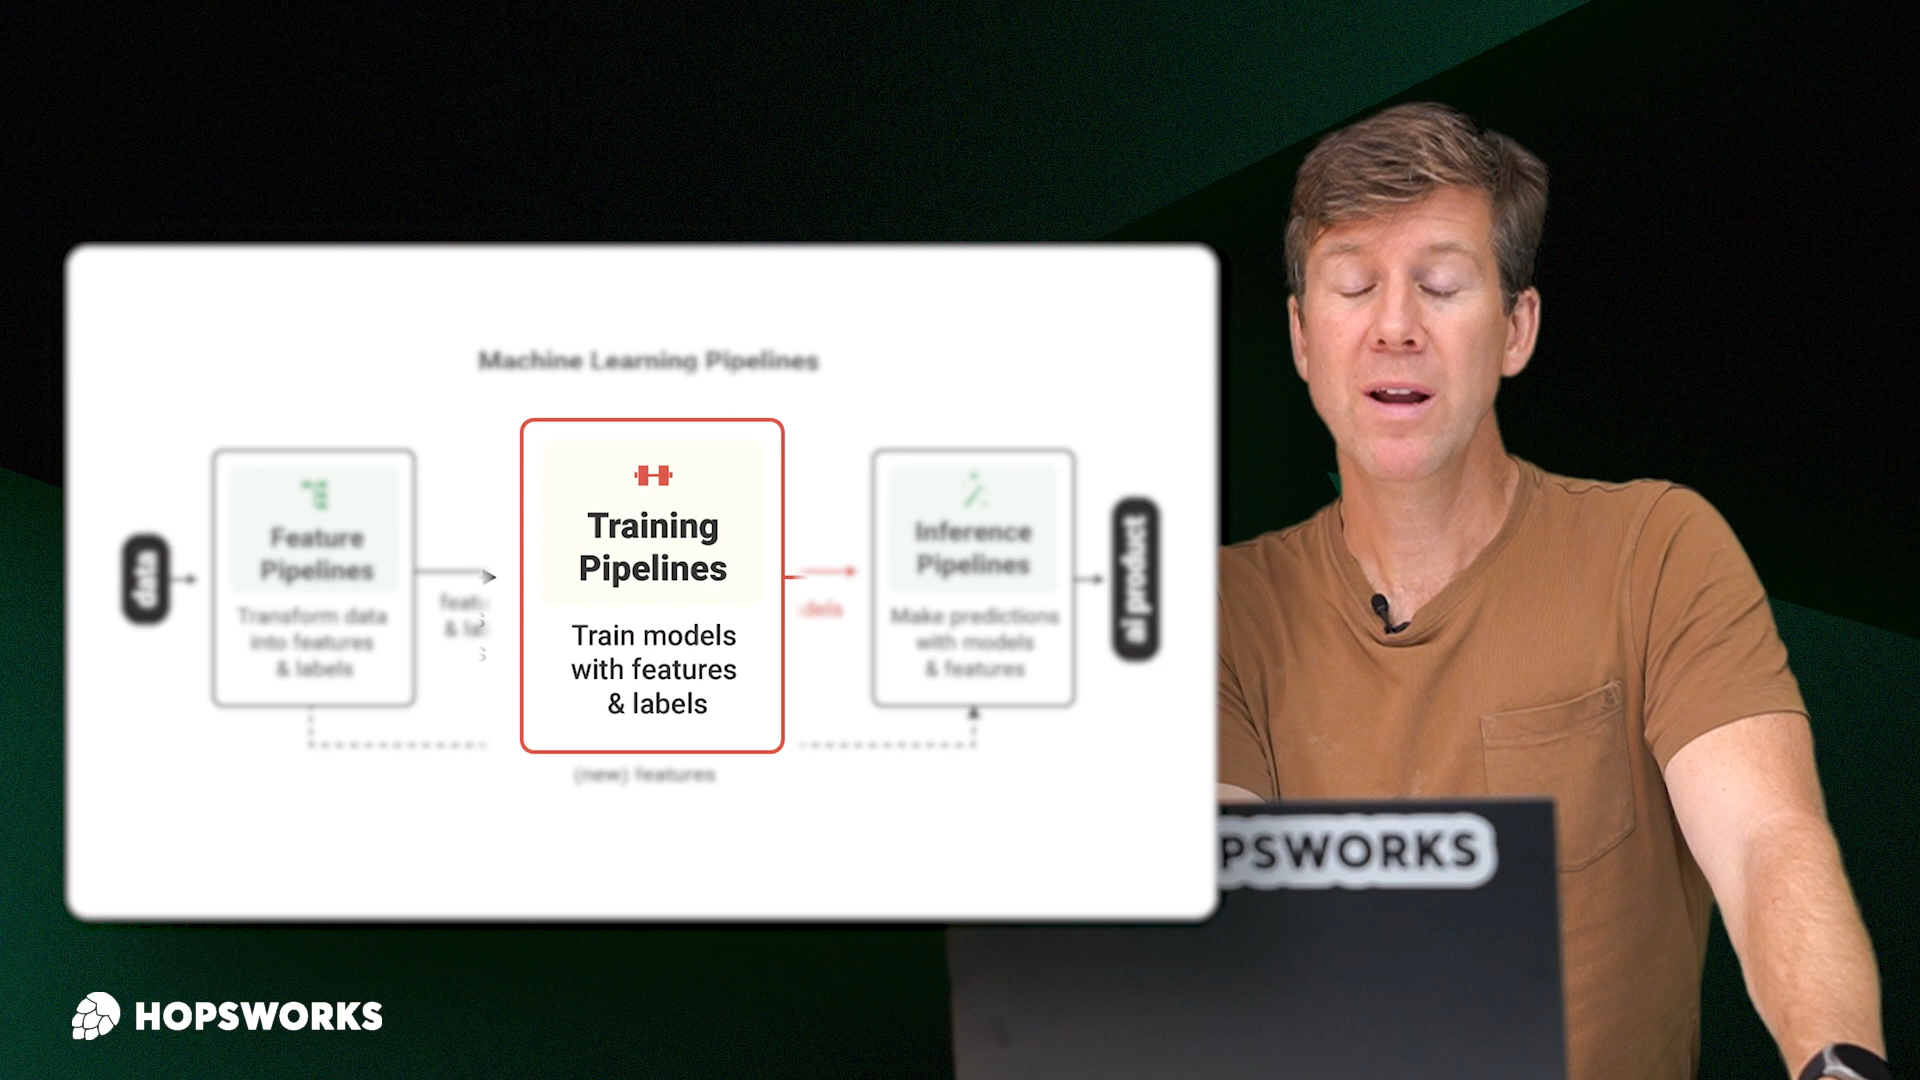 Machine Learning Pipelines
data
Feature
Pipelines
Transform data
into features
& labels
Training
Pipelines
Train models
with features
& labels
Inference
Pipelines
Make predictions
with models
& features
ai product
(new) features
PSWORKS
HOPSWORKS